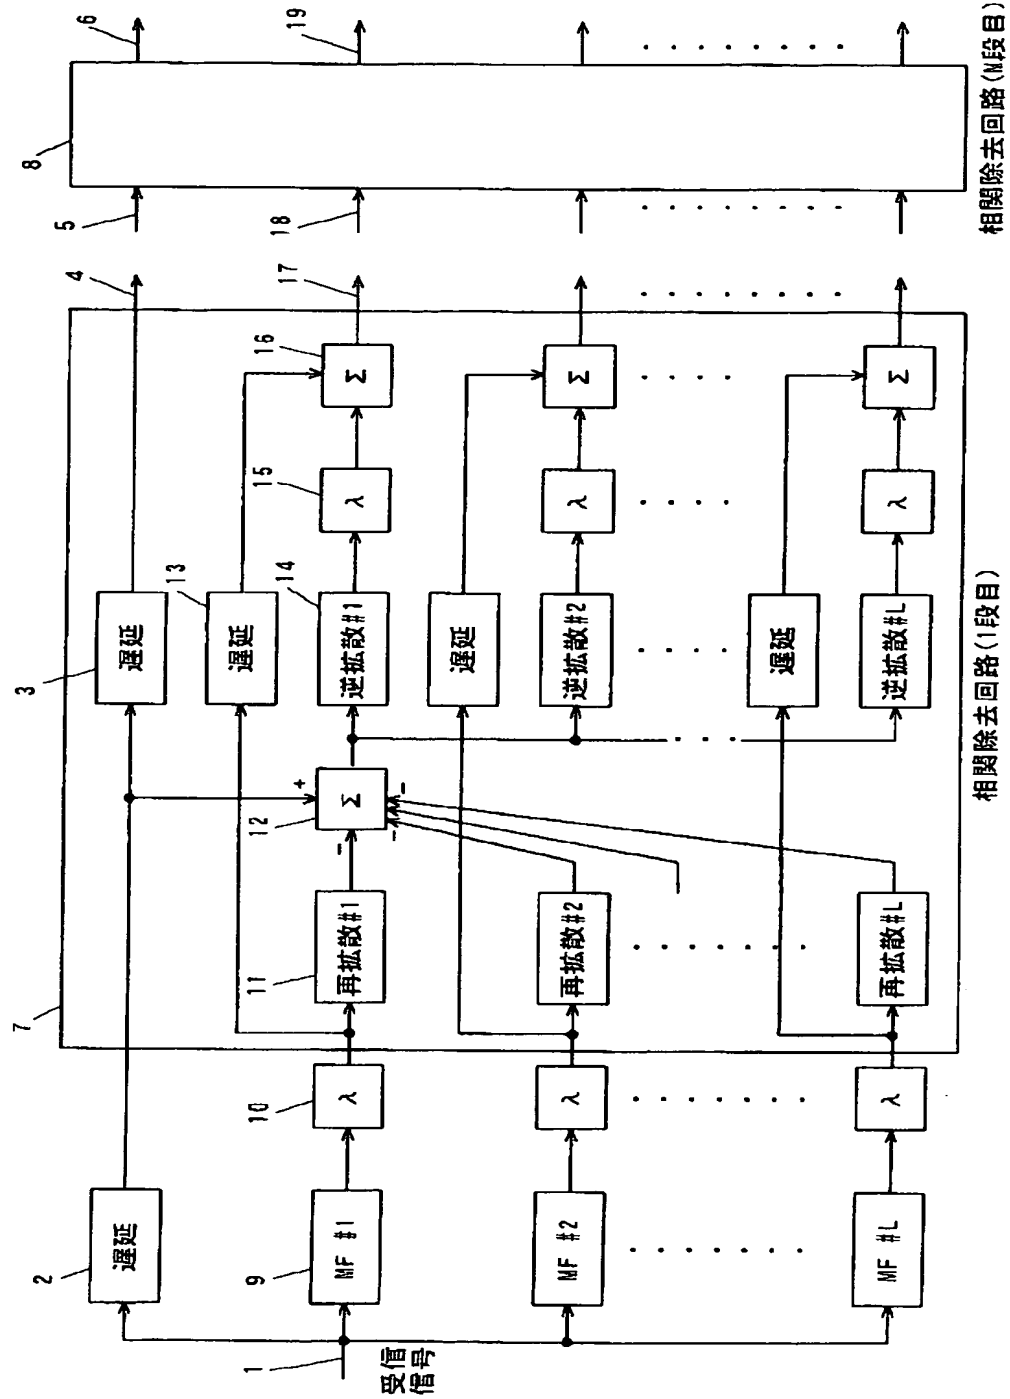 1
受信
信号
2
遅延
3
遅延
4
5
6
7
8
9
MF #1
10
λ
11
再拡散#1
12
Σ
+
-
-
-
13
遅延
14
逆拡散#1
15
λ
16
Σ
17
18
19
MF #2
λ
再拡散#2
遅延
逆拡散#2
λ
Σ
MF #L
λ
再拡散#L
遅延
逆拡散#L
λ
Σ
相関除去回路(1段目)
相関除去回路(N段目)